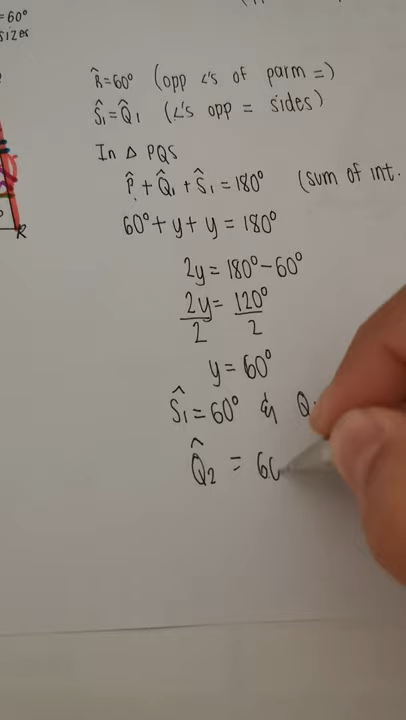 =60°
sizes
R̂=60° (opp ∠'s of parm =)
Ŝ₁=Q̂₁ (∠'s opp = sides)
In △ PQS
P̂ + Q̂₁ + Ŝ₁ = 180° (sum of int.
60° + y + y = 180°
2y = 180° - 60°
2y/2 = 120°/2
y = 60°
Ŝ₁ = 60° & Q
Q̂₂ = 60
R